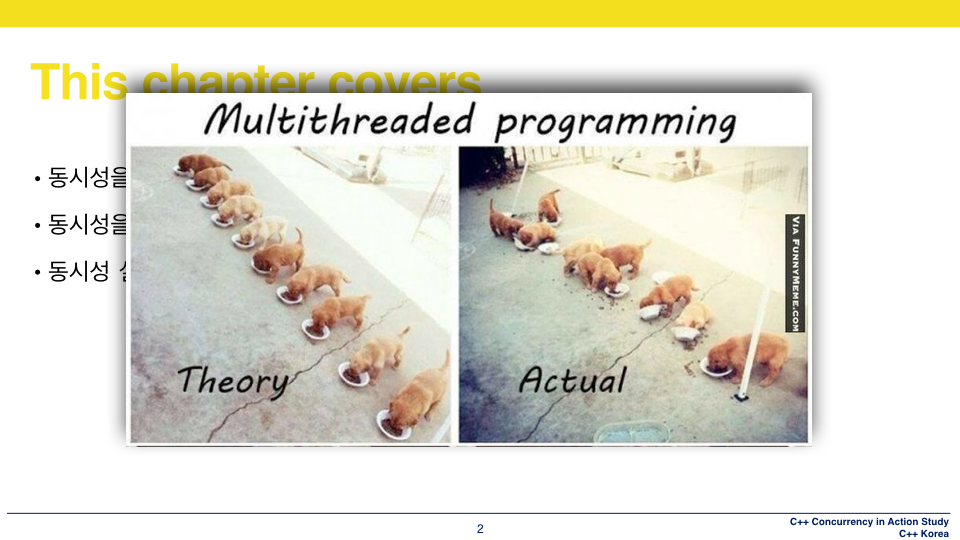 This chapter covers
Multithreaded programming
• 동시성을
• 동시성을
• 동시성
Theory
Actual
VIA FUNNYMEME.COM
2
C++ Concurrency in Action Study
C++ Korea